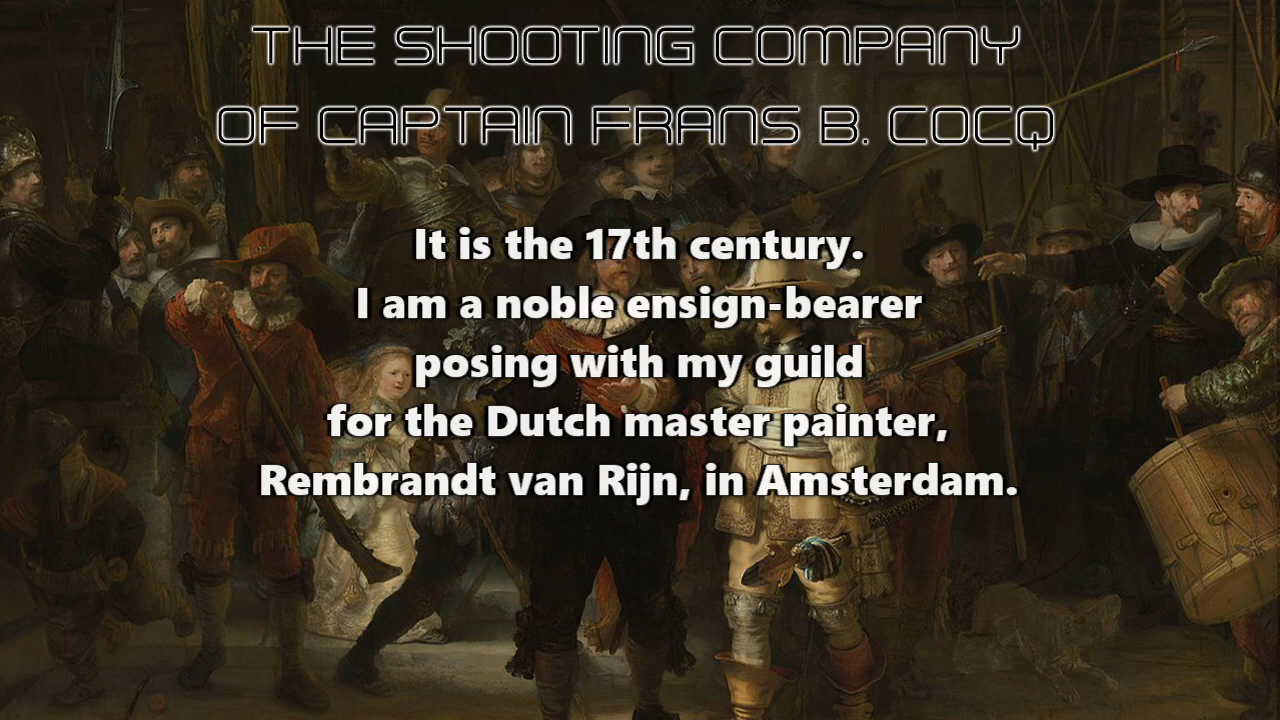 THE SHOOTING COMPANY
OF CAPTAIN FRANS B. COCQ
It is the 17th century.
I am a noble ensign-bearer
posing with my guild
for the Dutch master painter,
Rembrandt van Rijn, in Amsterdam.